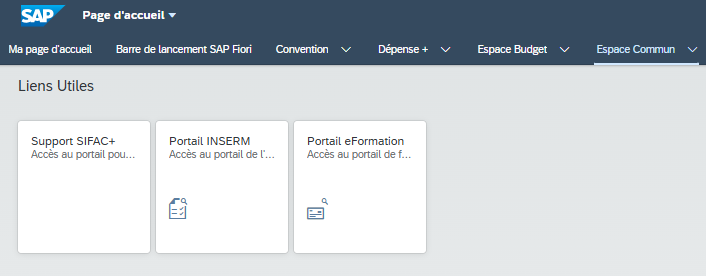 SAP Page d'accueil
Ma page d'accueil Barre de lancement SAP Fiori Convention Dépense + Espace Budget Espace Commun
Liens Utiles
Support SIFAC+
Accès au portail pou...
Portail INSERM
Accès au portail de l'...
Portail eFormation
Accès au portail de f...